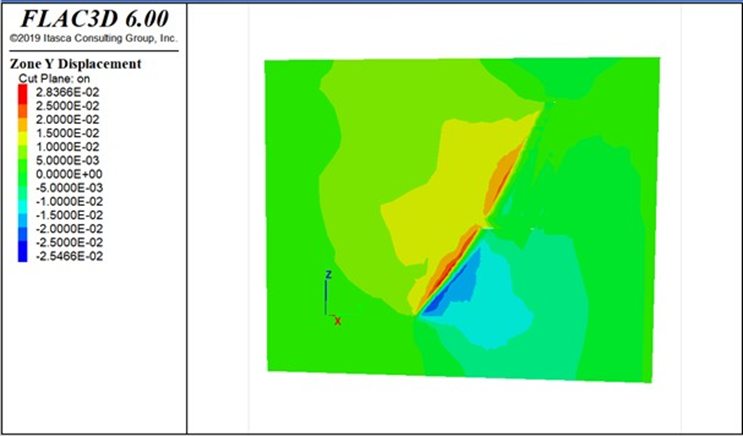 FLAC3D 6.00
©2019 Itasca Consulting Group, Inc.
Zone Y Displacement
Cut Plane: on
2.8366E-02
2.5000E-02
2.0000E-02
1.5000E-02
1.0000E-02
5.0000E-03
0.0000E+00
-5.0000E-03
-1.0000E-02
-1.5000E-02
-2.0000E-02
-2.5000E-02
-2.5466E-02
Z
X